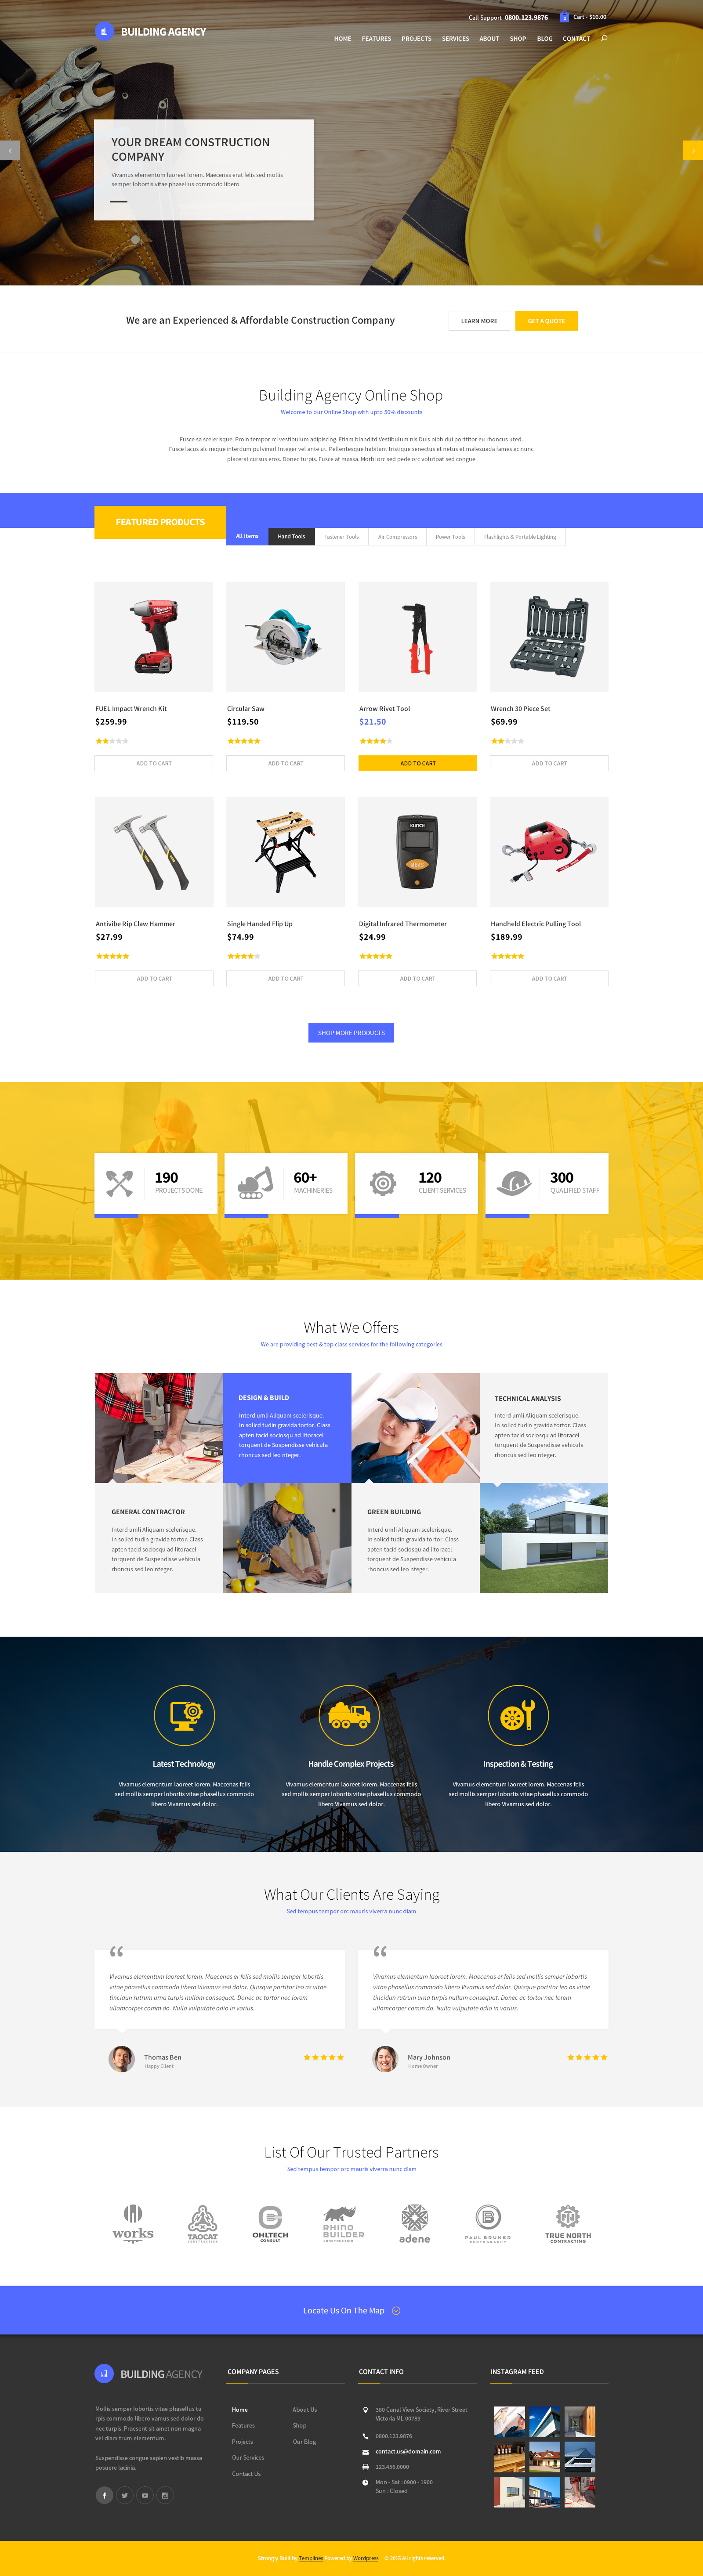 Call Support 0800.123.9876
3
Cart - $16.00
BUILDING AGENCY
HOME FEATURES PROJECTS SERVICES ABOUT SHOP BLOG CONTACT
YOUR DREAM CONSTRUCTION
COMPANY
Vivamus elementum laoreet lorem. Maecenas erat felis sed mollis
semper lobortis vitae phasellus commodo libero
We are an Experienced & Affordable Construction Company
LEARN MORE
GET A QUOTE
Building Agency Online Shop
Welcome to our Online Shop with upto 50% discounts
Fusce sa scelerisque. Proin tempor rci vestibulum adipiscing. Etiam blanditd Vestibulum nis Duis nibh dui porttitor eu rhoncus uted.
Fusce lacus alc neque interdum pulvinar! Integer vel ante ut. Pellentesque habitant tristique senectus et netus et malesuada fames ac nunc
placerat cursus eros. Donec turpis. Fusce at massa. Morbi orc sed pede orc volutpat sed congue
FEATURED PRODUCTS
All Items
Hand Tools
Fastener Tools
Air Compressors
Power Tools
Flashlights & Portable Lighting
FUEL Impact Wrench Kit
$259.99
ADD TO CART
Circular Saw
$119.50
ADD TO CART
Arrow Rivet Tool
$21.50
ADD TO CART
Wrench 30 Piece Set
$69.99
ADD TO CART
KLINCH
Antivibe Rip Claw Hammer
$27.99
ADD TO CART
Single Handed Flip Up
$74.99
ADD TO CART
Digital Infrared Thermometer
$24.99
ADD TO CART
Handheld Electric Pulling Tool
$189.99
ADD TO CART
SHOP MORE PRODUCTS
190
PROJECTS DONE
60+
MACHINERIES
120
CLIENT SERVICES
300
QUALIFIED STAFF
What We Offers
We are providing best & top class services for the following categories
DESIGN & BUILD
Interd umli Aliquam scelerisque.
In solicd tudin gravida tortor. Class
apten tacid sociosqu ad litoracel
torquent de Suspendisse vehicula
rhoncus sed leo nteger.
TECHNICAL ANALYSIS
Interd umli Aliquam scelerisque.
In solicd tudin gravida tortor. Class
apten tacid sociosqu ad litoracel
torquent de Suspendisse vehicula
rhoncus sed leo nteger.
GENERAL CONTRACTOR
Interd umli Aliquam scelerisque.
In solicd tudin gravida tortor. Class
apten tacid sociosqu ad litoracel
torquent de Suspendisse vehicula
rhoncus sed leo nteger.
GREEN BUILDING
Interd umli Aliquam scelerisque.
In solicd tudin gravida tortor. Class
apten tacid sociosqu ad litoracel
torquent de Suspendisse vehicula
rhoncus sed leo nteger.
Latest Technology
Vivamus elementum laoreet lorem. Maecenas felis
sed mollis semper lobortis vitae phasellus commodo
libero Vivamus sed dolor.
Handle Complex Projects
Vivamus elementum laoreet lorem. Maecenas felis
sed mollis semper lobortis vitae phasellus commodo
libero Vivamus sed dolor.
Inspection & Testing
Vivamus elementum laoreet lorem. Maecenas felis
sed mollis semper lobortis vitae phasellus commodo
libero Vivamus sed dolor.
What Our Clients Are Saying
Sed tempus tempor orc mauris viverra nunc diam
Vivamus elementum laoreet lorem. Maecenas er felis sed mollis semper lobortis
vitae phasellus commodo libero Vivamus sed dolor. Quisque portitor leo as vitae
tincidun rutrum urna turpis nullam consequat. Donec ac tortor nec lorem
ullamcorper comm do. Nulla vulputate odio in varius.
Thomas Ben
Happy Client
Vivamus elementum laoreet lorem. Maecenas er felis sed mollis semper lobortis
vitae phasellus commodo libero Vivamus sed dolor. Quisque portitor leo as vitae
tincidun rutrum urna turpis nullam consequat. Donec ac tortor nec lorem
ullamcorper comm do. Nulla vulputate odio in varius.
Mary Johnson
Home Owner
List Of Our Trusted Partners
Sed tempus tempor orc mauris viverra nunc diam
works
TAOCAT
CONSTRUCTION
OHLTECH
CONSULT
RHINO
BUILDER
CONSTRUCTION
adene
PAUL BRUMER
PHOTOGRAPHY
TRUE NORTH
CONTRACTING
Locate Us On The Map
BUILDING AGENCY
Mollis semper lobortis vitae phasellus tu
rpis commodo libero vamus sed dolor do
nec turpis. Praesent sit amet non magna
vel diam trum elementum.
Suspendisse congue sapien vestib massa
posuere lacinia.
COMPANY PAGES
Home
Features
Projects
Our Services
Contact Us
About Us
Shop
Our Blog
CONTACT INFO
380 Canal View Society, River Street
Victoria ML 00789
0800.123.9876
contact.us@domain.com
123.456.0000
Mon - Sat : 0900 - 1900
Sun : Closed
INSTAGRAM FEED
Strongly Built by Templines Powered by Wordpress. © 2015 All rights reserved.